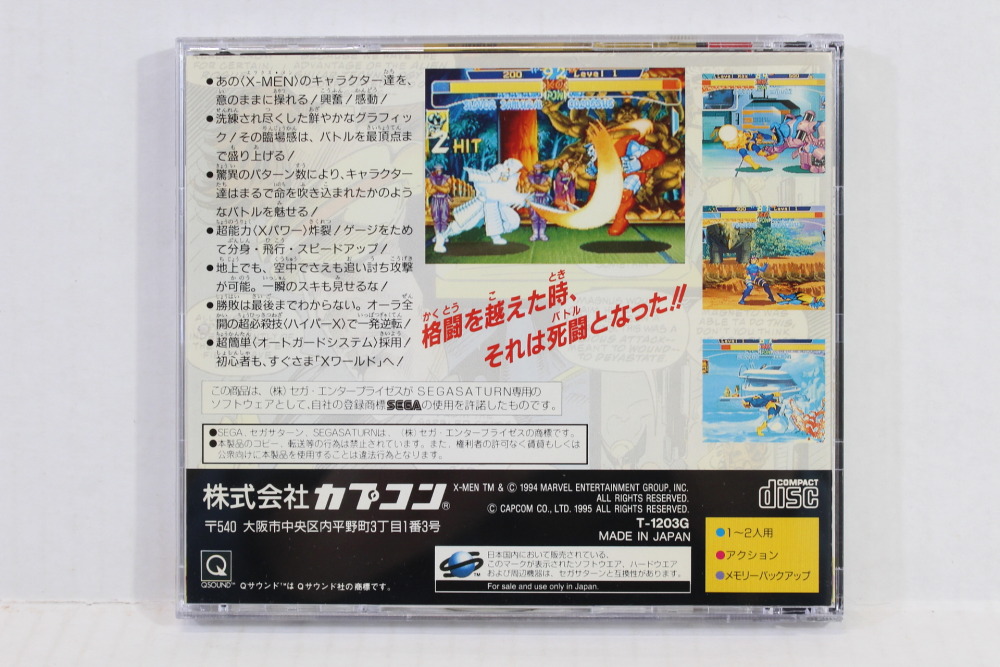 ●あの〈X-MEN〉のキャラクター達を、
意のままに操れる！興奮！感動！
●洗練され尽くした鮮やかなグラフィッ
ク！その臨場感は、バトルを最頂点ま
で盛り上げる！
●驚異のパターン数により、キャラクター
達はまるで命を吹き込まれたかのよう
なバトルを魅せる！
●超能力〈Xパワー〉炸裂！ゲージをため
て分身・飛行・スピードアップ！
●地上でも、空中でさえも追い討ち攻撃
が可能。一瞬のスキも見せるな！
●勝敗は最後までわからない。オーラ全
開の超必殺技〈ハイパーX〉で一発逆転！
●超簡単〈オートガードシステム〉採用！
初心者も、すぐさま「Xワールド」へ！
200 92 Level 1
SILVER SAMURAI COLOSSUS
2 HIT
格闘を越えた時、
それは死闘となった!!
かくとう こ とき
バトル
この商品は、(株)セガ・エンタープライゼスがSEGASATURN専用の
ソフトウェアとして、自社の登録商標SEGAの使用を許諾したものです。
●SEGA、セガサターン、SEGASATURNは、(株)セガ・エンタープライゼスの商標です。
●本製品のコピー、転送等の行為は禁止されています。また、権利者の許可なく賃貸もしくは
公衆向けに本製品を使用することは違法行為となります。
株式会社カプコン®
〒540 大阪市中央区内平野町3丁目1番3号
X-MEN TM & © 1994 MARVEL ENTERTAINMENT GROUP, INC.
ALL RIGHTS RESERVED.
© CAPCOM CO., LTD. 1995 ALL RIGHTS RESERVED.
T-1203G
MADE IN JAPAN
COMPACT
disc
●1〜2人用
●アクション
●メモリーバックアップ
Q
QSOUND™
Qサウンド™は Qサウンド社の商標です。
日本国内において販売されている、
このマークが表示されたソフトウエア、ハードウエア
および周辺機器は、セガサターンと互換性があります。
For sale and use only in Japan.